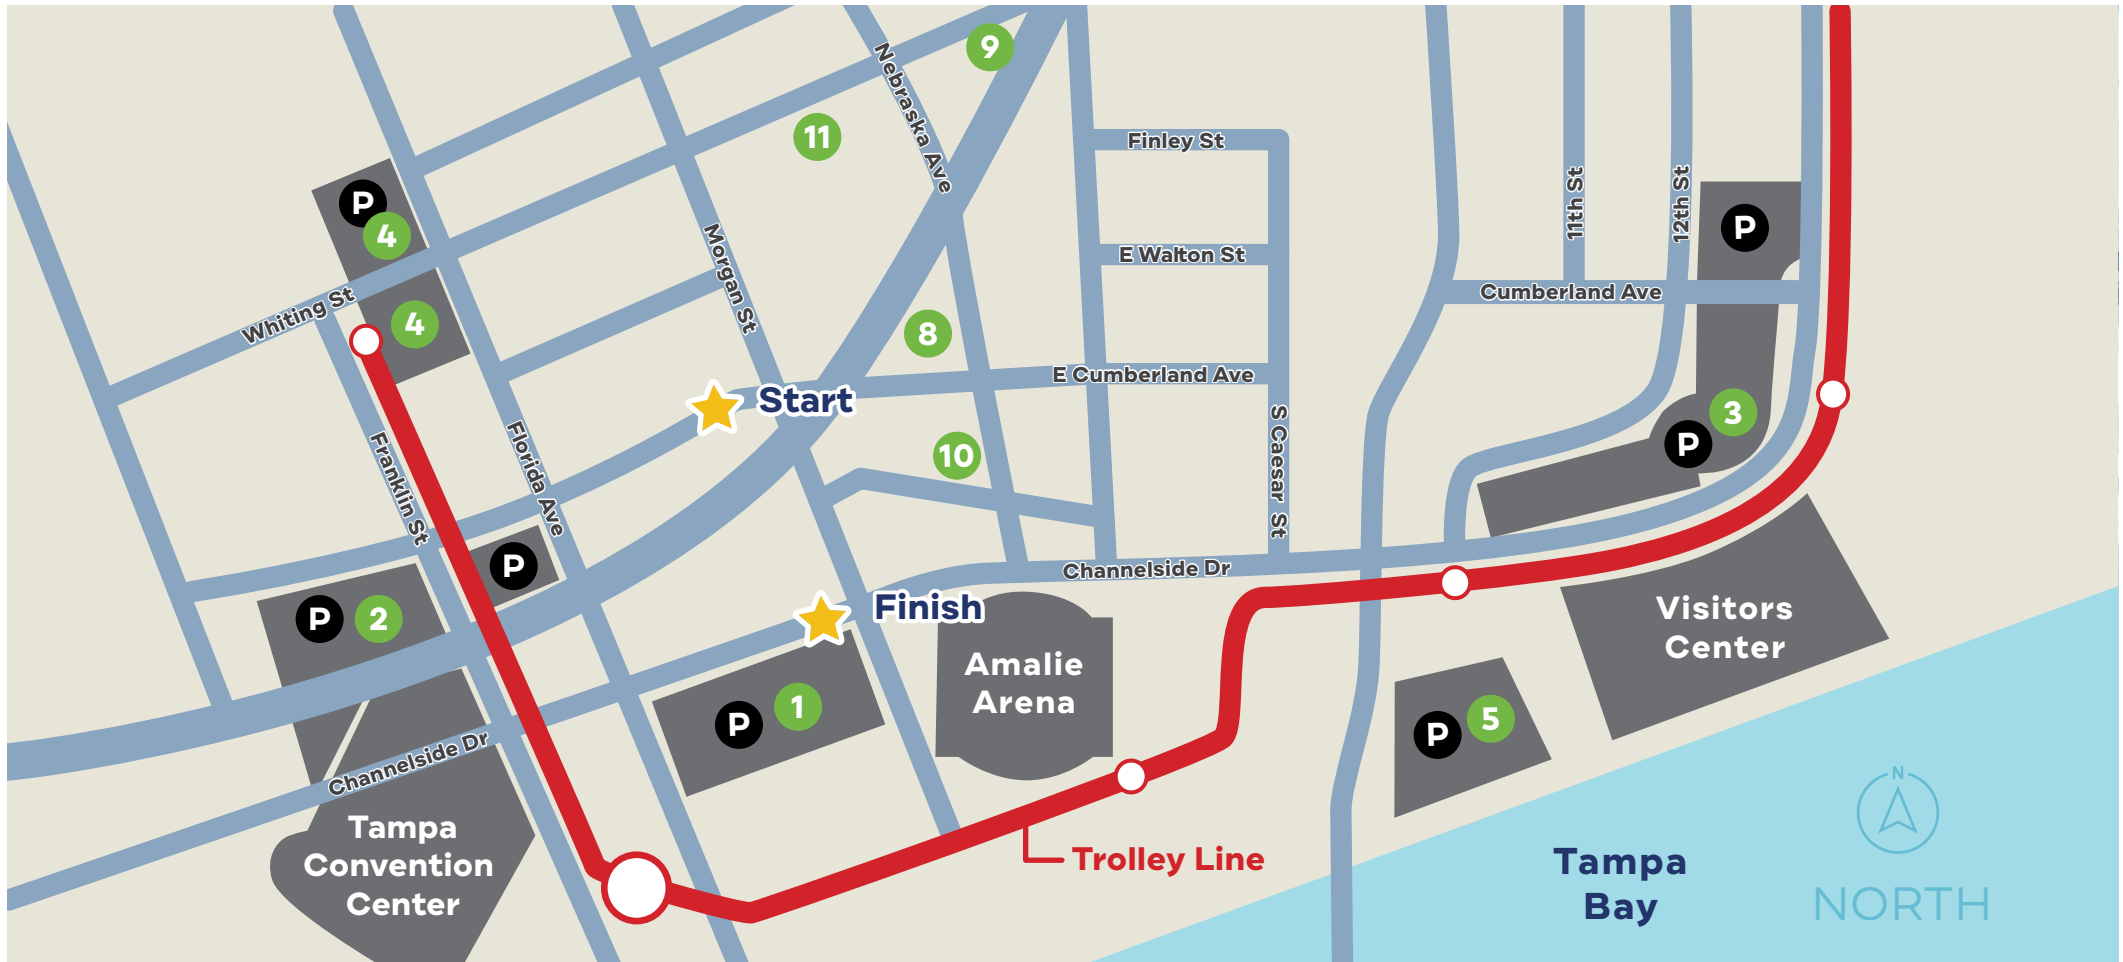 9
Nebraska Ave
11
Finley St
P
4
11th St
12th St
P
Morgan St
E Walton St
Whiting St
4
Cumberland Ave
8
E Cumberland Ave
Start
3
P
Franklin St
Florida Ave
10
S Caesar St
P
Channelside Dr
P
2
Finish
Visitors
Center
Amalie
Arena
P
1
P
5
Channelside Dr
N
Tampa
Convention
Center
Trolley Line
Tampa
Bay
NORTH